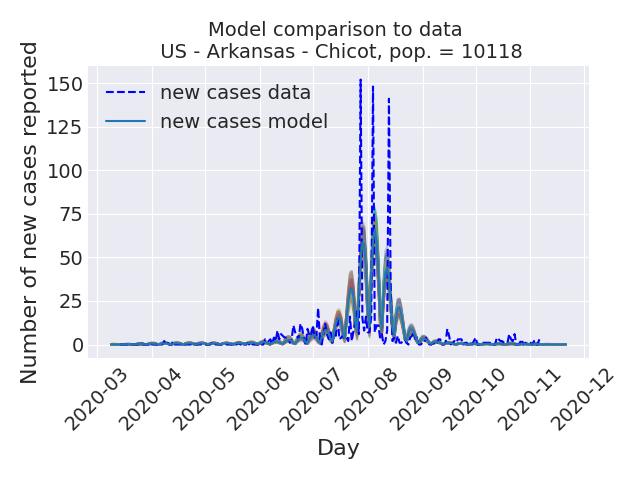 Model comparison to data
US - Arkansas - Chicot, pop. = 10118
Number of new cases reported
150
125
100
75
50
25
0
new cases data
new cases model
2020-03
2020-04
2020-05
2020-06
2020-07
2020-08
2020-09
2020-10
2020-11
2020-12
Day